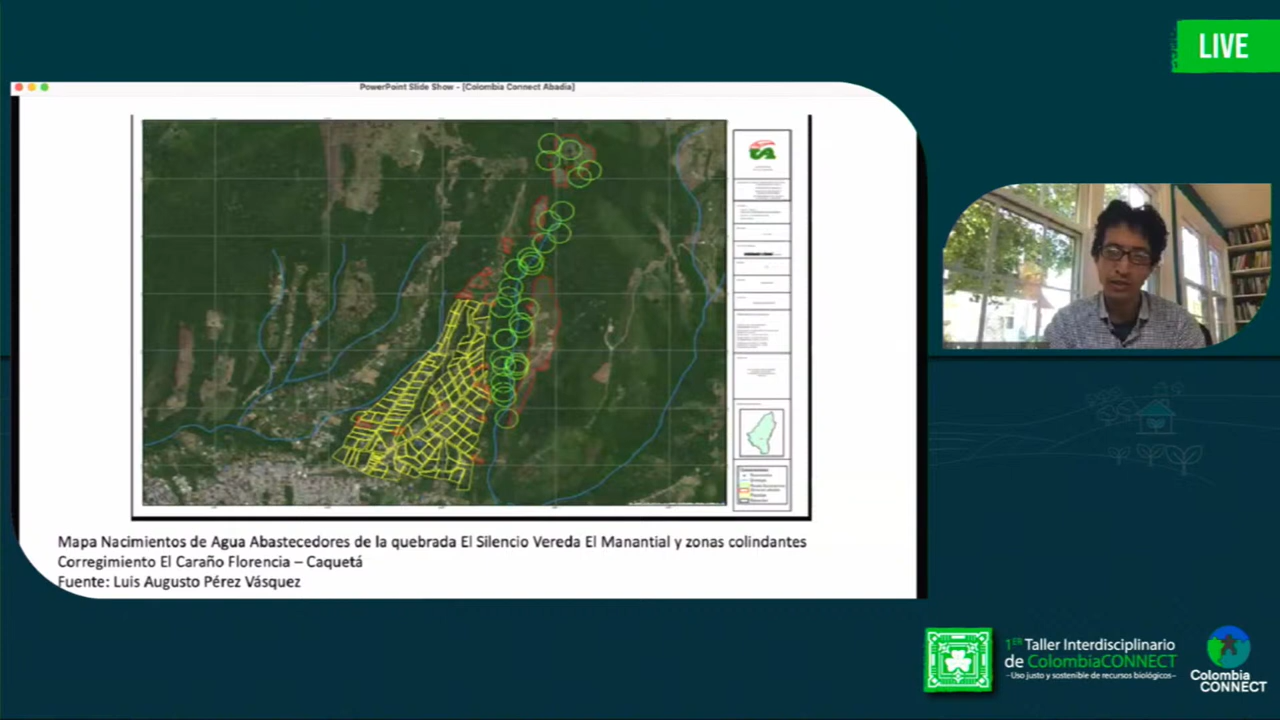 LIVE
PowerPoint Slide Show - [Colombia Connect Abadia]
Mapa Nacimientos de Agua Abastecedores de la quebrada El Silencio Vereda El Manantial y zonas colindantes
Corregimiento El Caraño Florencia – Caquetá
Fuente: Luis Augusto Pérez Vásquez
1ER Taller Interdisciplinario
de ColombiaCONNECT
–Uso justo y sostenible de recursos biológicos–
Colombia
CONNECT